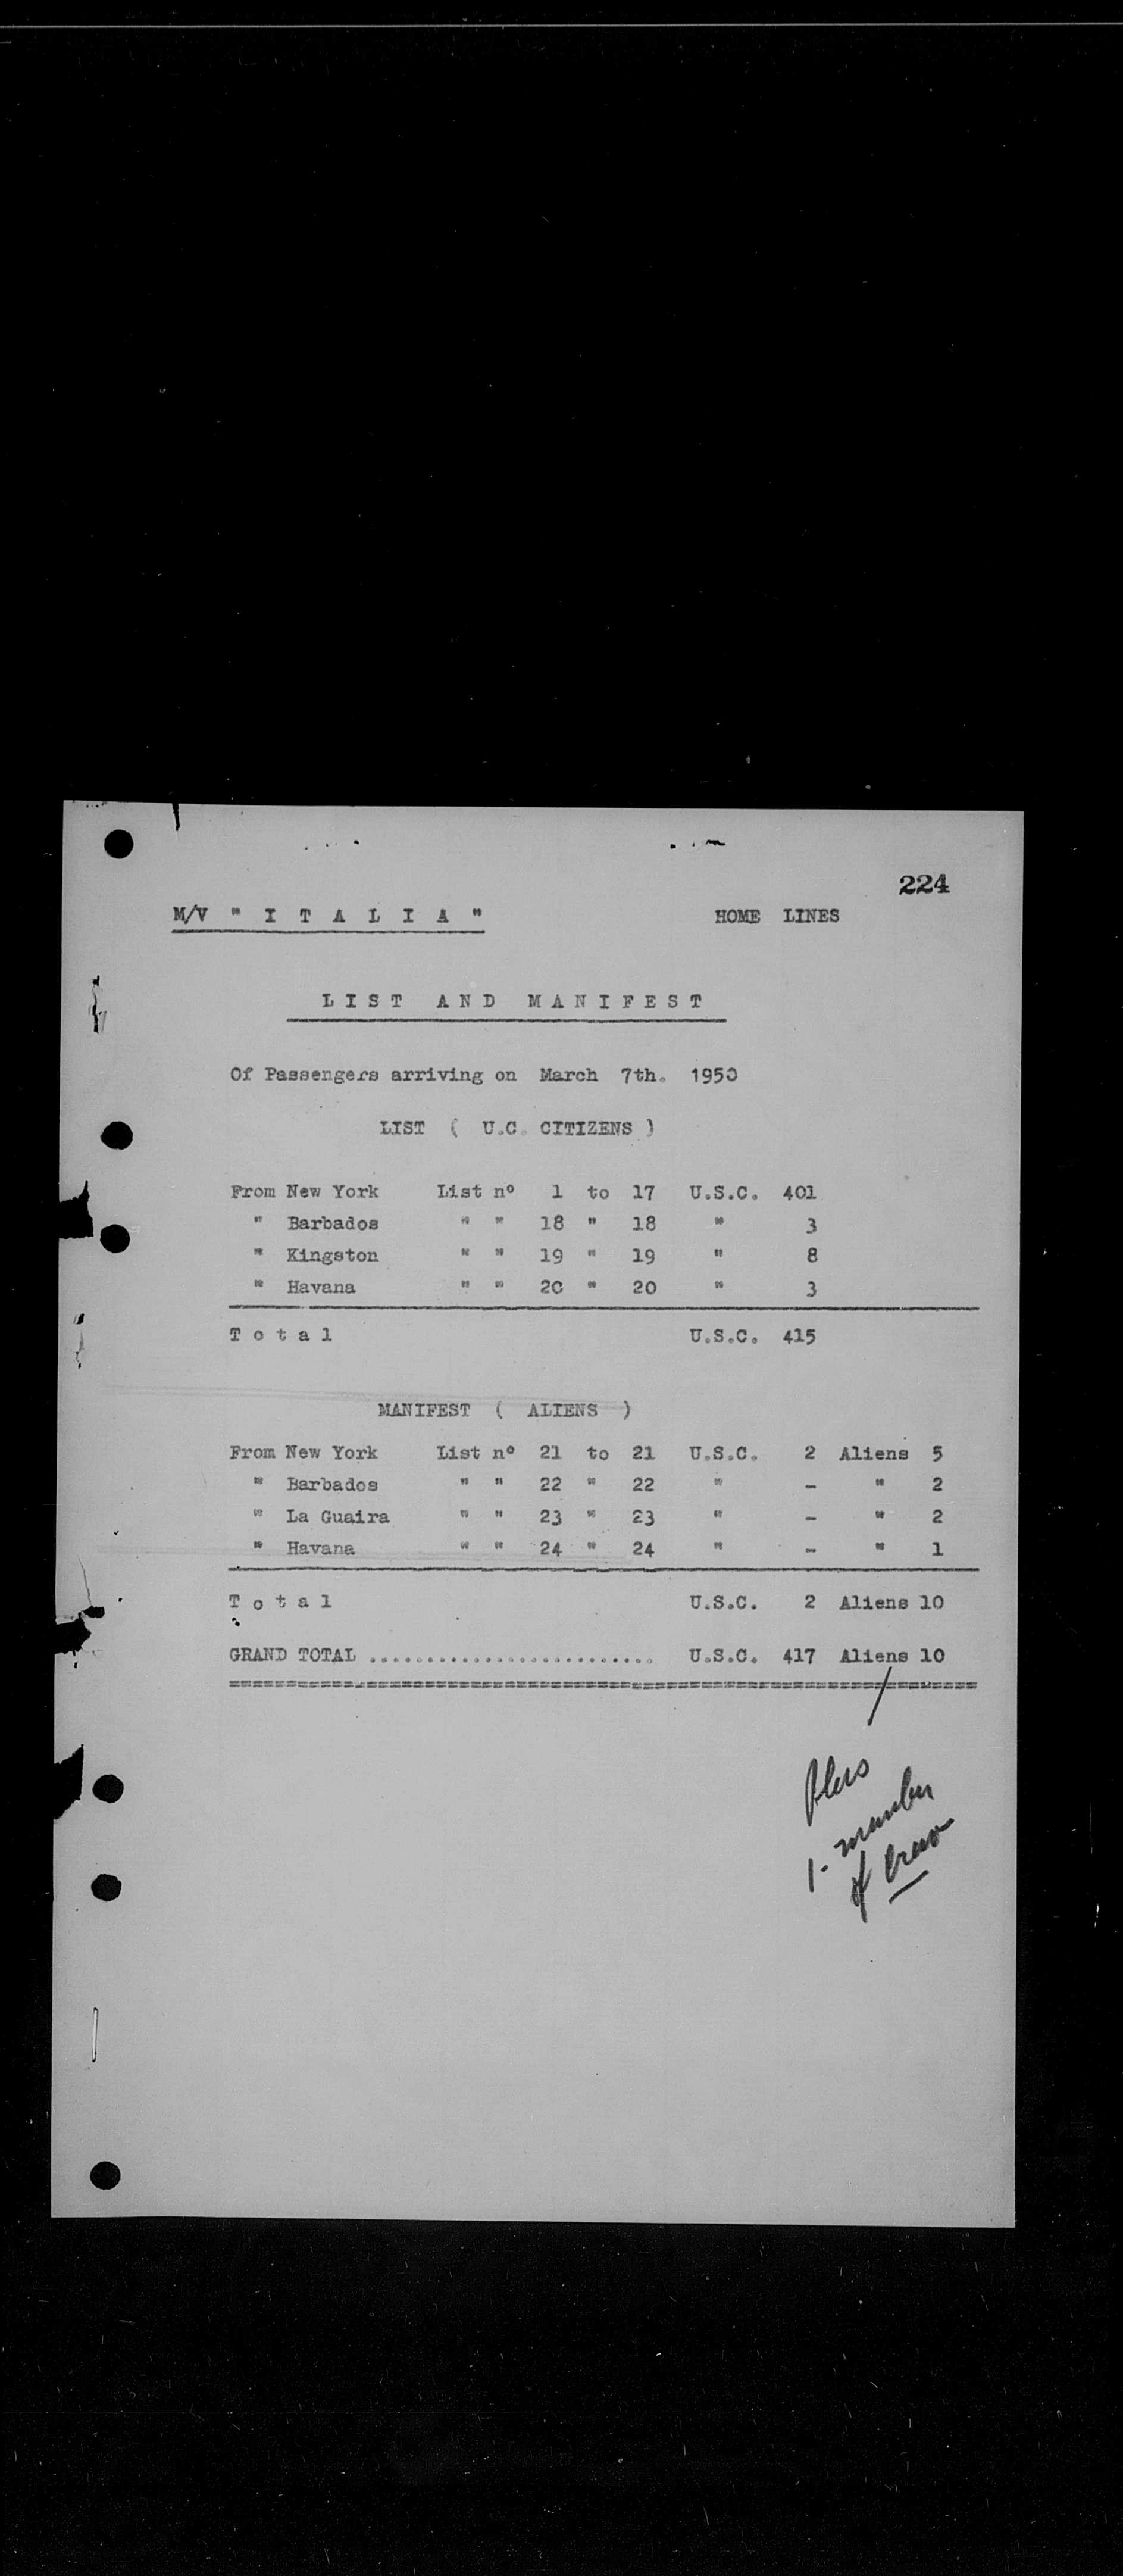 224
M/V " I T A L I A " HOME LINES
L I S T A N D M A N I F E S T
Of Passengers arriving on March 7th. 1950
LIST ( U.C. CITIZENS )
From New York List nº 1 to 17 U.S.C. 401
" Barbados " " 18 " 18 " 3
" Kingston " " 19 " 19 " 8
" Havana " " 20 " 20 " 3
T o t a l U.S.C. 415
MANIFEST ( ALIENS )
From New York List nº 21 to 21 U.S.C. 2 Aliens 5
" Barbados " " 22 " 22 " - " 2
" La Guaira " " 23 " 23 " - " 2
" Havana " " 24 " 24 " - " 1
T o t a l U.S.C. 2 Aliens 10
GRAND TOTAL ......................... U.S.C. 417 Aliens 10
Plus
1 - member
of Crew